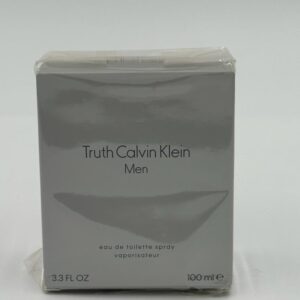 Truth Calvin Klein
Men
eau de toilette spray
vaporisateur
3.3 FL OZ 100 ml ℮